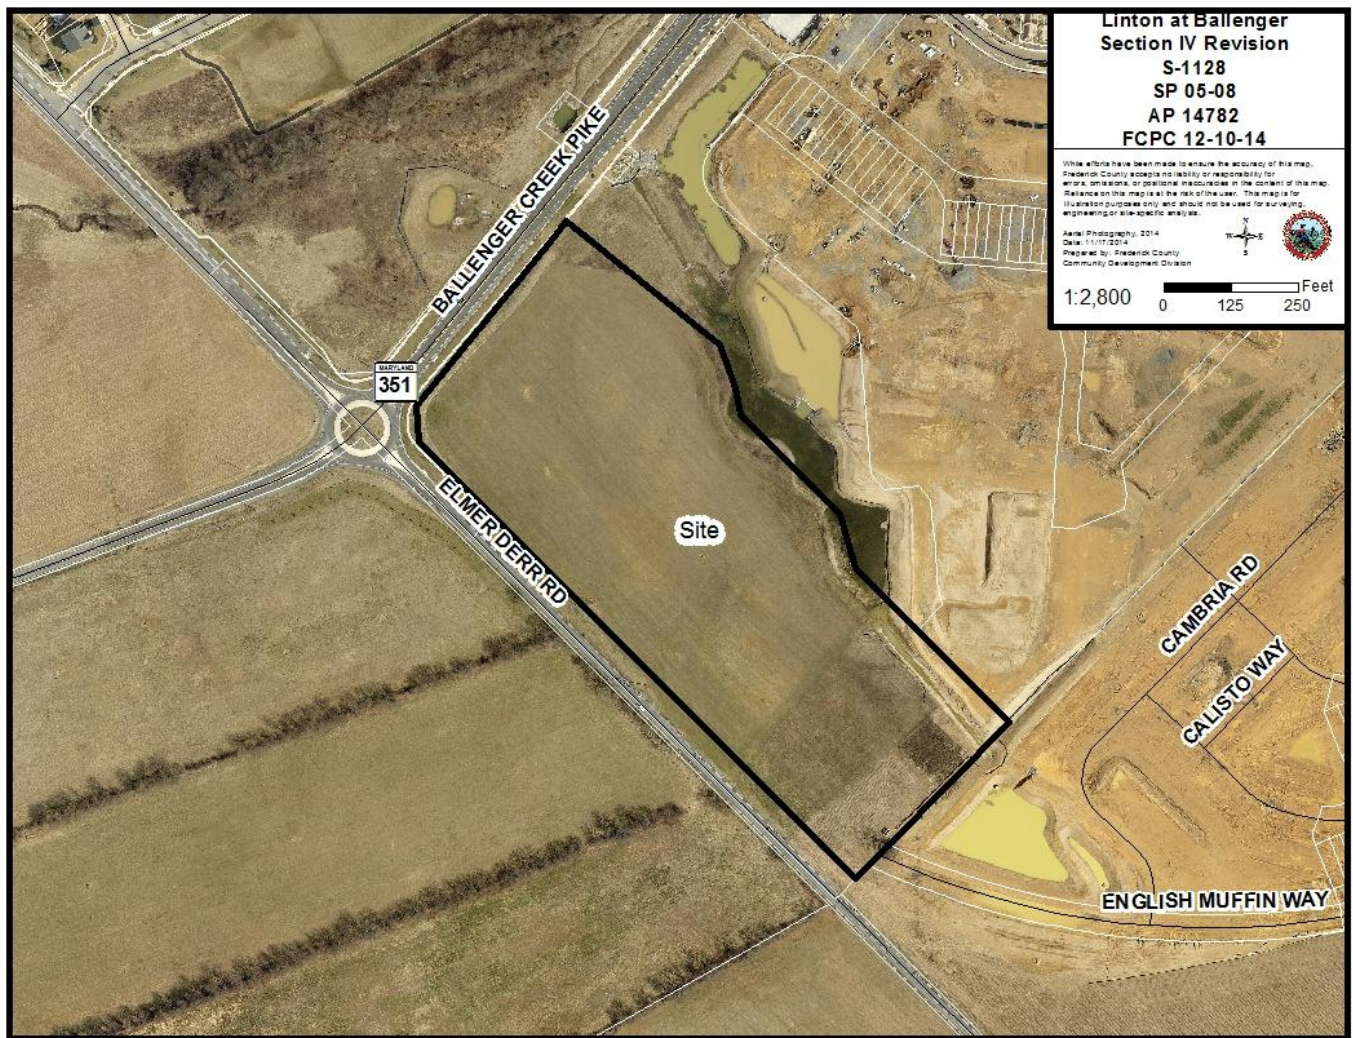 Linton at Ballenger
Section IV Revision
S-1128
SP 05-08
AP 14782
FCPC 12-10-14
While efforts have been made to ensure the accuracy of this map,
Frederick County accepts no liability or responsibility for
errors, omissions, or positional inaccuracies in the content of this map.
Reliance on this map is at the risk of the user. This map is for
illustration purposes only and should not be used for surveying,
engineering, or site-specific analysis.
Aerial Photography, 2014
Date: 11/17/2014
Prepared by: Frederick County
Community Development Division
N
W E
S
1:2,800
Feet
0 125 250
BALLENGER CREEK PIKE
MARYLAND
351
ELMER DERR RD
Site
CAMBRIA RD
CALISTO WAY
ENGLISH MUFFIN WAY